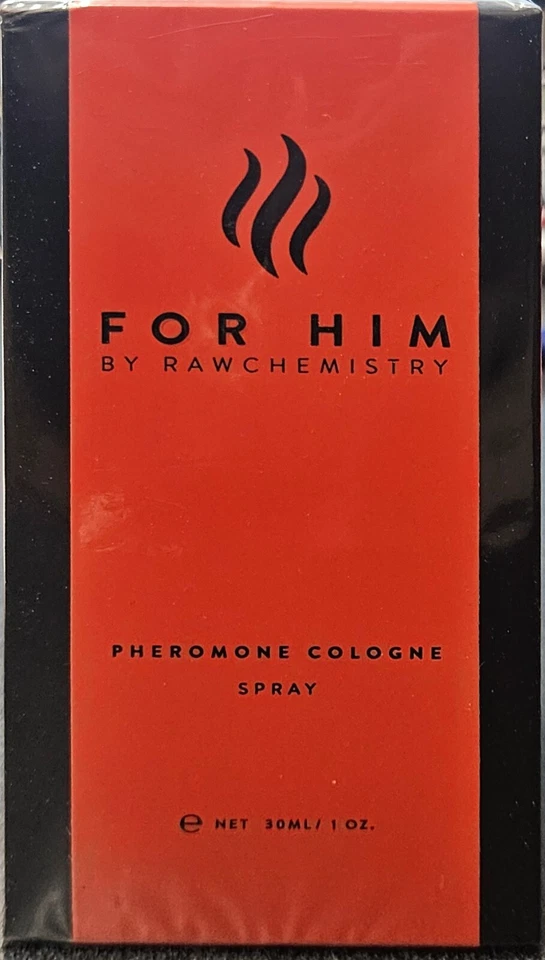 FOR HIM
BY RAWCHEMISTRY
PHEROMONE COLOGNE
SPRAY
℮ NET 30ML/ 1 OZ.